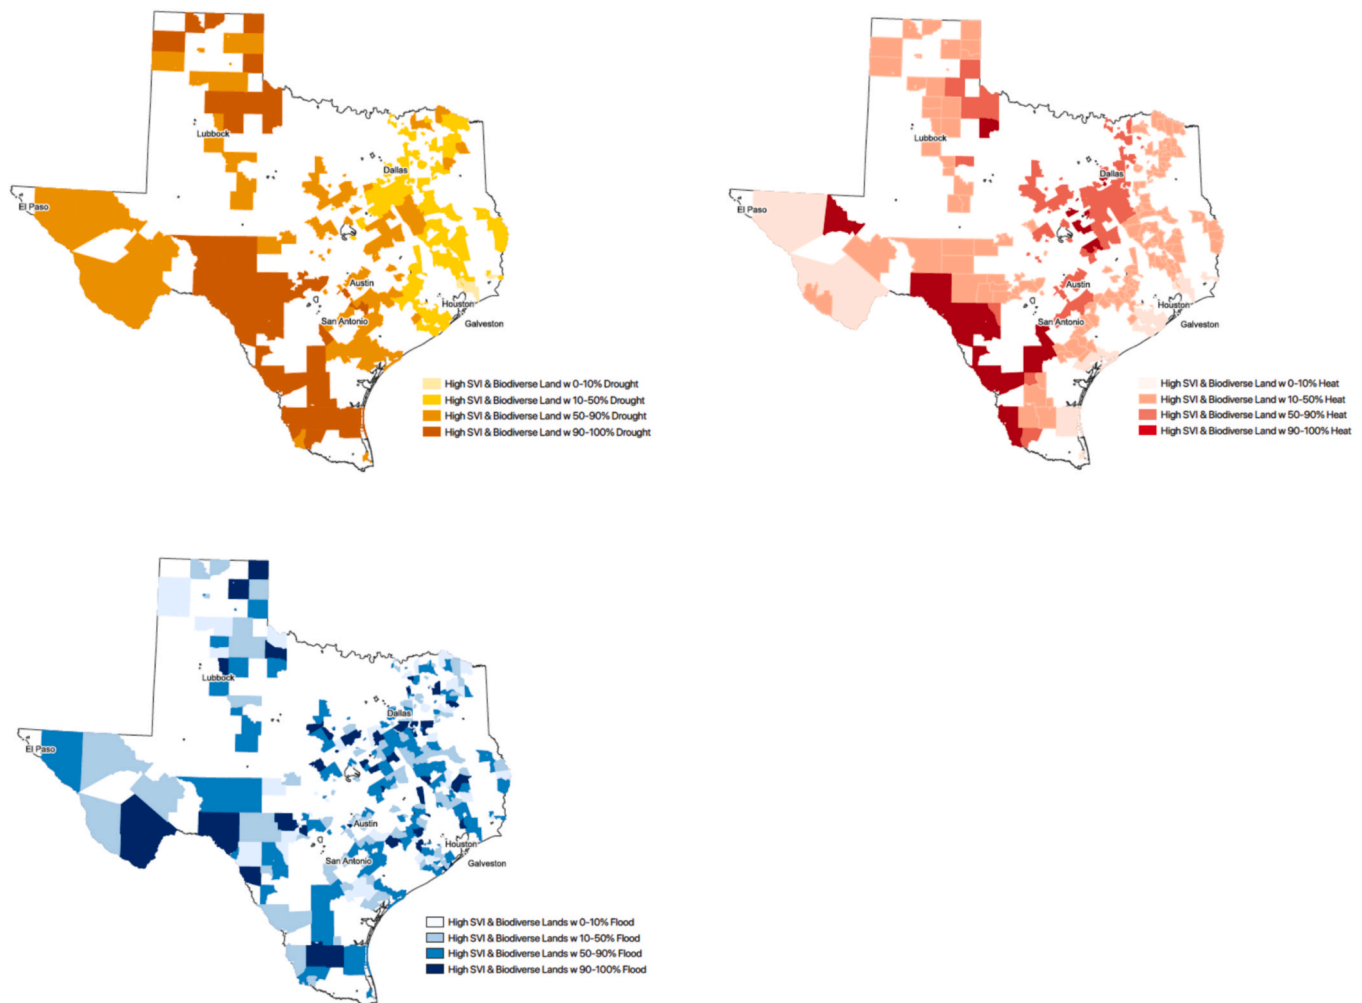 Lubbock
Dallas
El Paso
Austin
Houston
San Antonio
Galveston
High SVI & Biodiverse Land w 0-10% Drought
High SVI & Biodiverse Land w 10-50% Drought
High SVI & Biodiverse Land w 50-90% Drought
High SVI & Biodiverse Land w 90-100% Drought
Lubbock
Dallas
El Paso
Austin
Houston
San Antonio
Galveston
High SVI & Biodiverse Land w 0-10% Heat
High SVI & Biodiverse Land w 10-50% Heat
High SVI & Biodiverse Land w 50-90% Heat
High SVI & Biodiverse Land w 90-100% Heat
Lubbock
Dallas
El Paso
Austin
Houston
San Antonio
Galveston
High SVI & Biodiverse Lands w 0-10% Flood
High SVI & Biodiverse Lands w 10-50% Flood
High SVI & Biodiverse Lands w 50-90% Flood
High SVI & Biodiverse Lands w 90-100% Flood